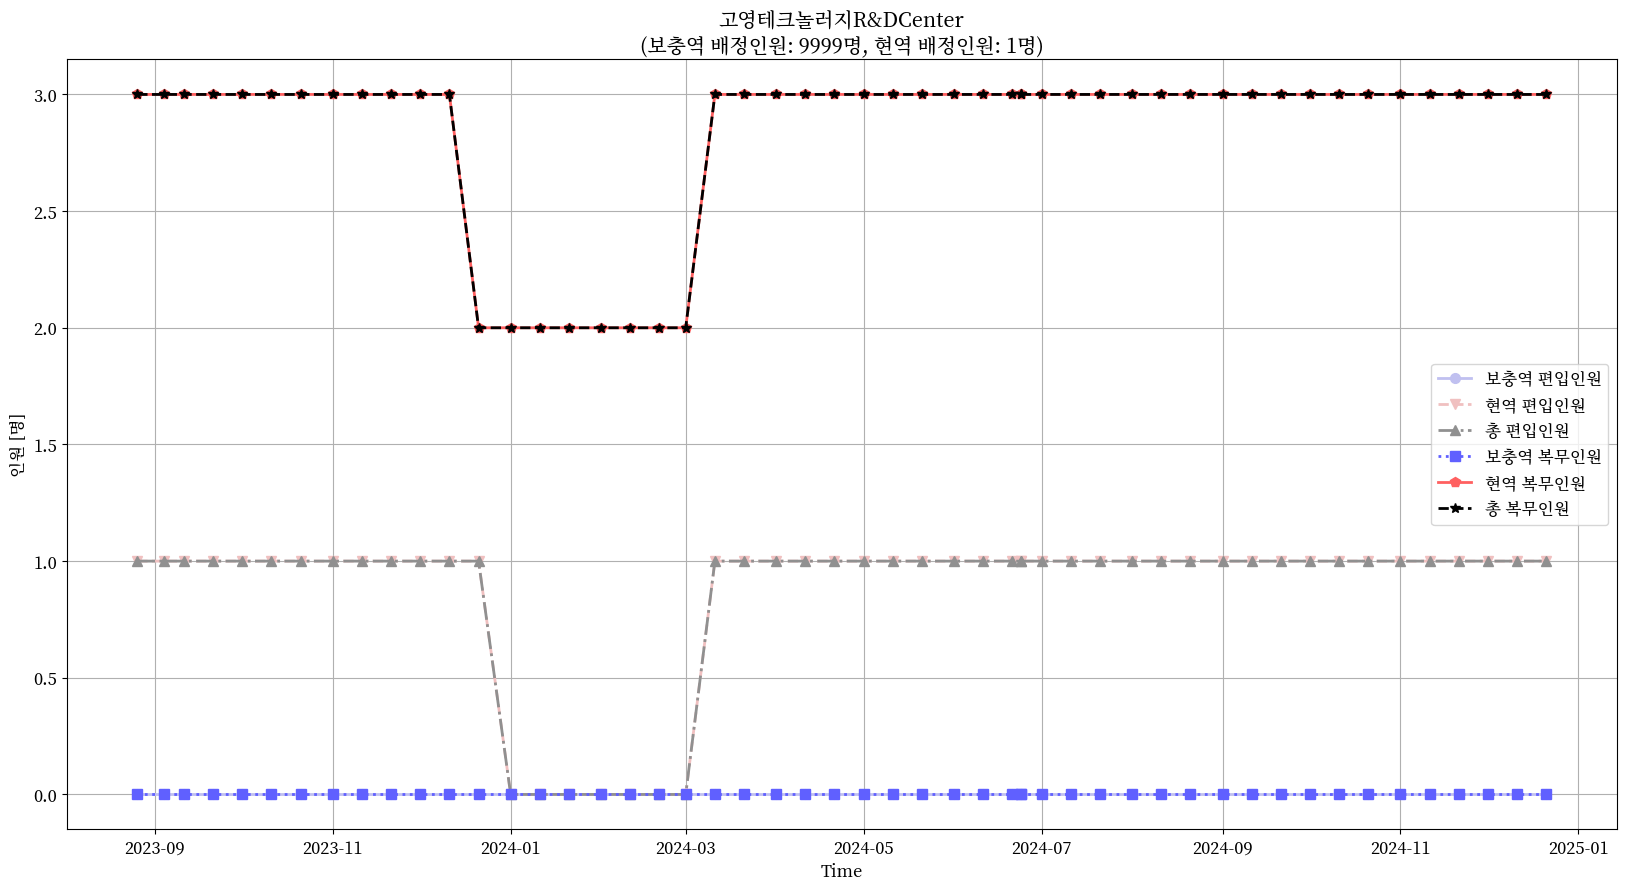 고영테크놀러지R&DCenter
(보충역 배정인원: 9999명, 현역 배정인원: 1명)
인원 [명]
3.0
2.5
2.0
1.5
1.0
0.5
0.0
보충역 편입인원
현역 편입인원
총 편입인원
보충역 복무인원
현역 복무인원
총 복무인원
2023-09 2023-11 2024-01 2024-03 2024-05 2024-07 2024-09 2024-11 2025-01
Time